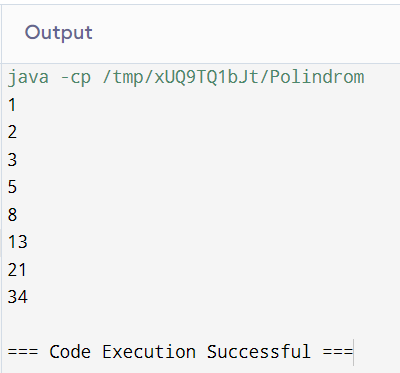 Output
java -cp /tmp/xUQ9TQ1bJt/Polindrom
1
2
3
5
8
13
21
34
=== Code Execution Successful ===